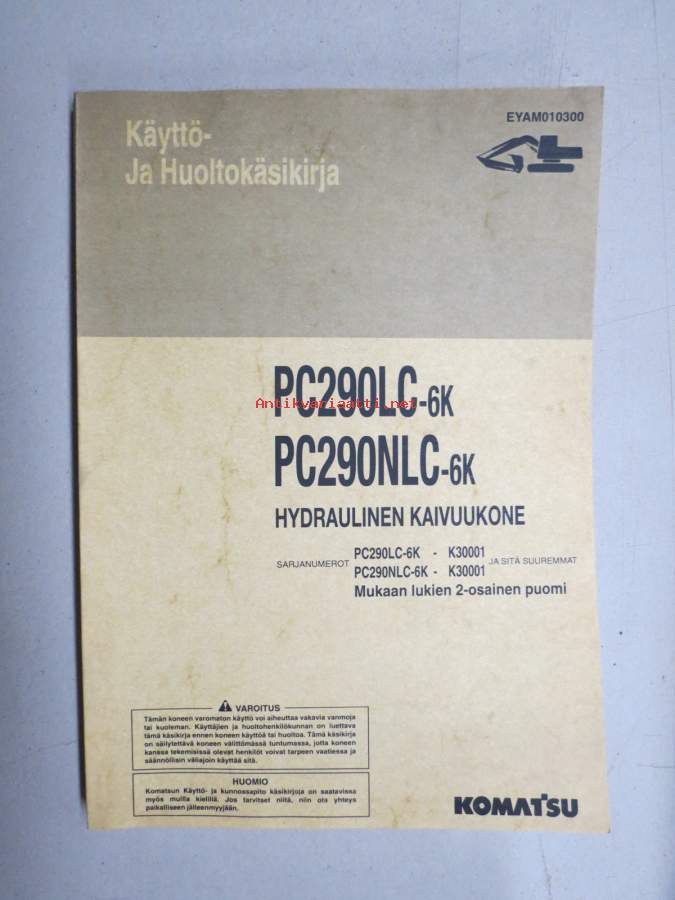 EYAM010300
Käyttö-
Ja Huoltokäsikirja
PC290LC-6K
Antikvariaatti.net
PC290NLC-6K
HYDRAULINEN KAIVUUKONE
SARJANUMEROT PC290LC-6K - K30001 JA SITÄ SUUREMMAT
PC290NLC-6K - K30001
Mukaan lukien 2-osainen puomi
VAROITUS
Tämän koneen varomaton käyttö voi aiheuttaa vakavia vammoja
tai kuoleman. Käyttäjien ja huoltohenkilökunnan on luettava
tämä käsikirja ennen koneen käyttöä tai huoltoa. Tämä käsikirja
on säilytettävä koneen välittömässä tuntumassa, jotta koneen
kanssa tekemisissä olevat henkilöt voivat tarpeen vaatiessa ja
säännöllisin väliajoin käyttää sitä.
HUOMIO
Komatsun Käyttö- ja kunnossapito käsikirjoja on saatavissa
myös muilla kielillä. Jos tarvitset niitä, niin ota yhteys
paikalliseen jälleenmyyjään.
KOMATSU